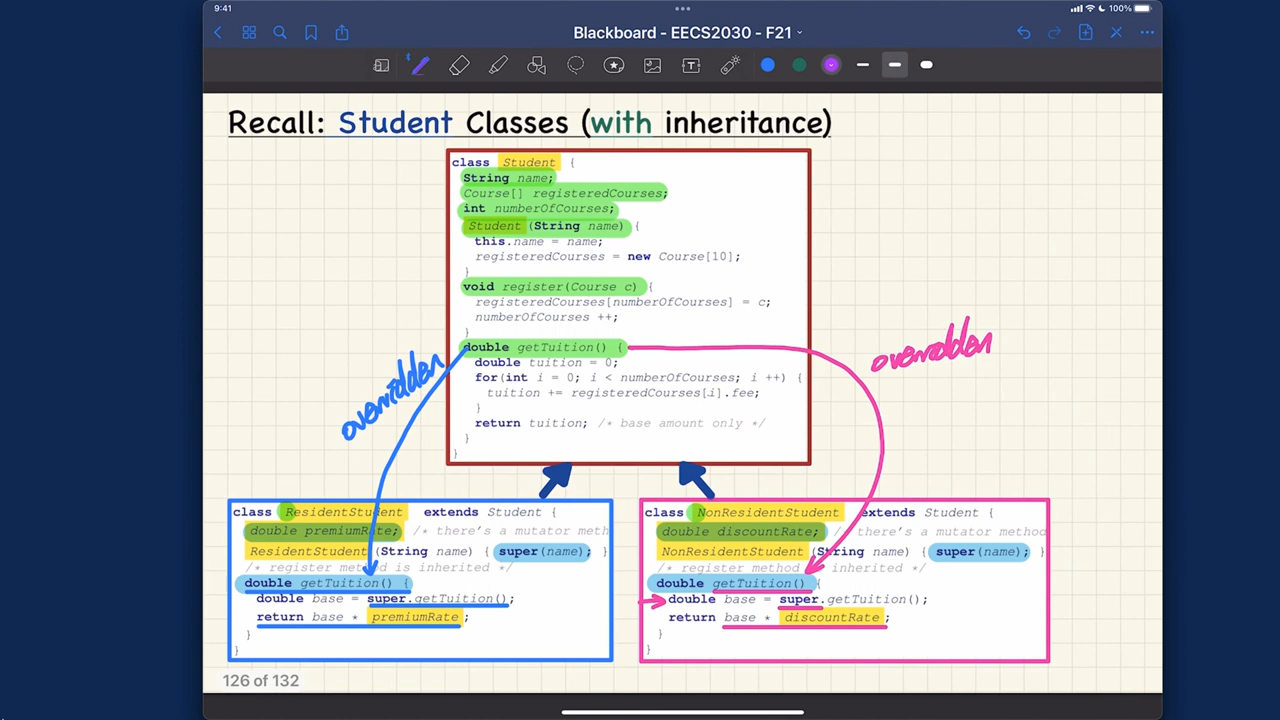 9:41
100%
Blackboard - EECS2030 - F21
Recall: Student Classes (with inheritance)
class Student {
String name;
Course[] registeredCourses;
int numberOfCourses;
Student (String name) {
this.name = name;
registeredCourses = new Course[10];
}
void register(Course c) {
registeredCourses[numberOfCourses] = c;
numberOfCourses ++;
}
double getTuition() {
double tuition = 0;
for(int i = 0; i < numberOfCourses; i ++) {
tuition += registeredCourses[i].fee;
}
return tuition; /* base amount only */
}
}
overridden
overridden
class ResidentStudent extends Student {
double premiumRate; /* there's a mutator meth
ResidentStudent (String name) { super(name); }
/* register method is inherited */
double getTuition() {
double base = super.getTuition();
return base * premiumRate ;
}
}
class NonResidentStudent extends Student {
double discountRate; /* there's a mutator method
NonResidentStudent (String name) { super(name); }
/* register method is inherited */
double getTuition() {
double base = super.getTuition();
return base * discountRate ;
}
}
126 of 132